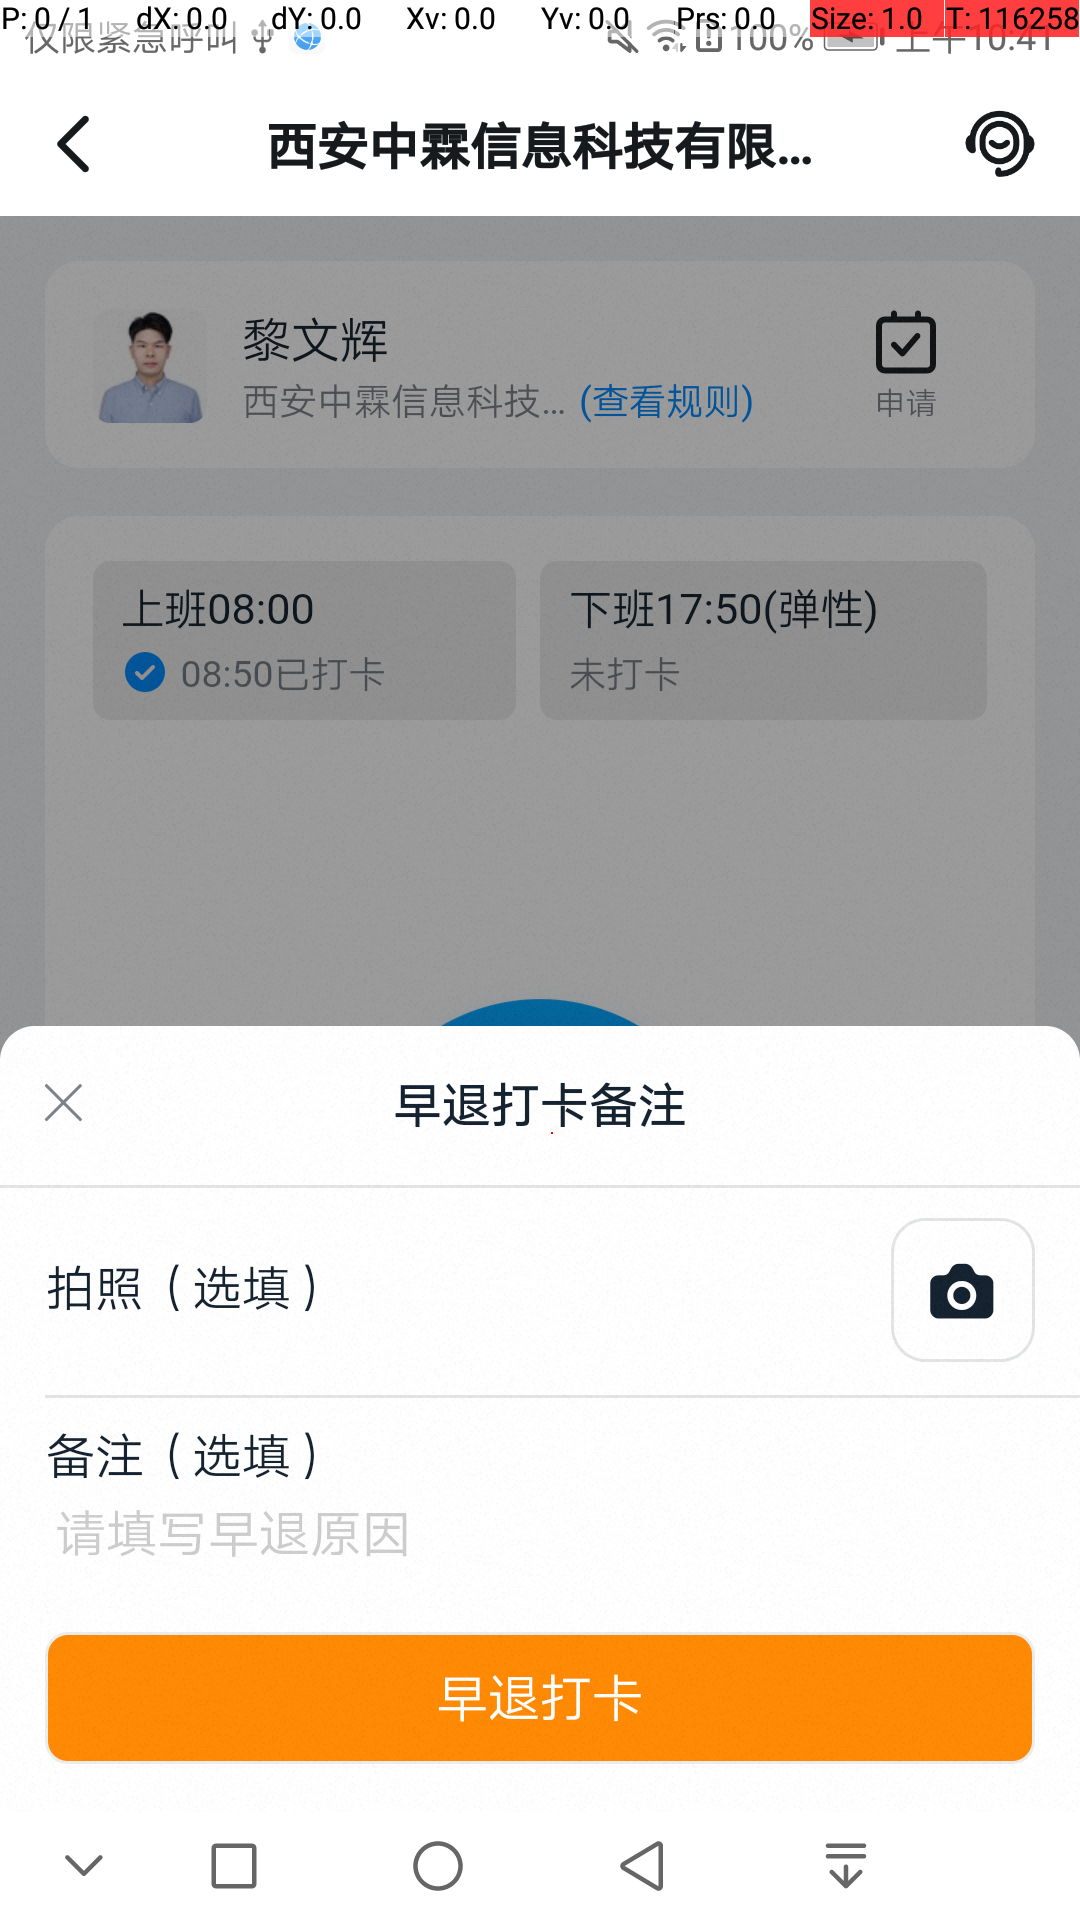 P: 0 / 1 dX: 0.0 dY: 0.0 Xv: 0.0 Yv: 0.0 Prs: 0.0 Size: 1.0 T: 116258
仅限紧急呼叫 100% 上午10:41
西安中霖信息科技有限...
黎文辉
西安中霖信息科技... (查看规则)
申请
上班08:00
08:50已打卡
下班17:50(弹性)
未打卡
早退打卡备注
拍照（选填）
备注（选填）
请填写早退原因
早退打卡